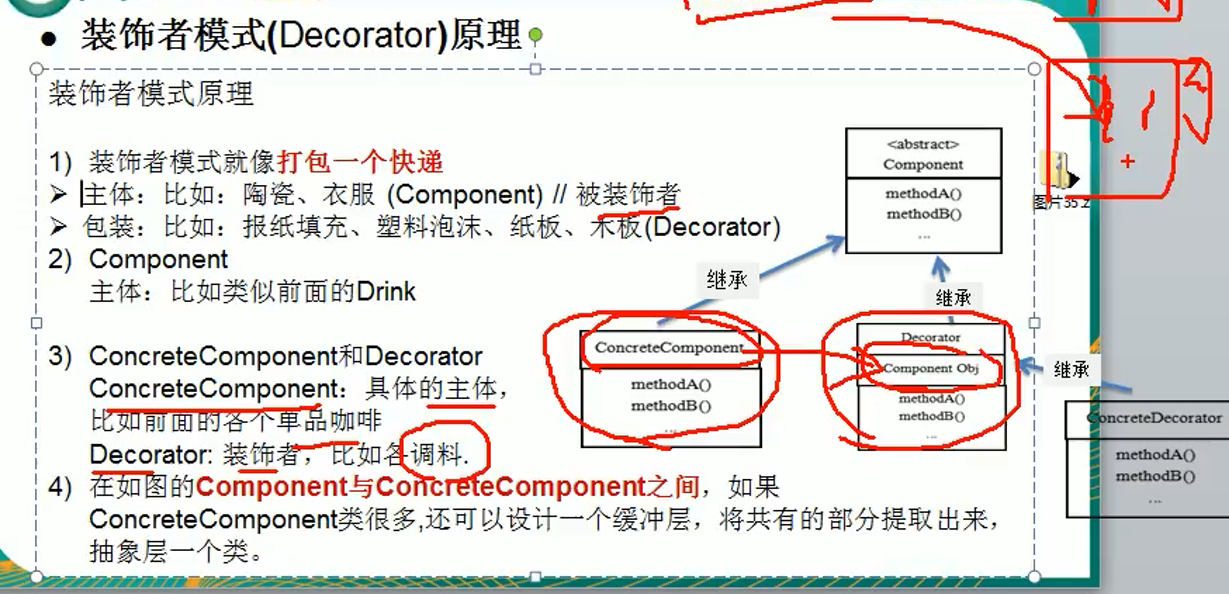 ● 装饰者模式(Decorator)原理
装饰者模式原理
1) 装饰者模式就像打包一个快递
➢ 主体：比如：陶瓷、衣服 (Component) // 被装饰者
➢ 包装：比如：报纸填充、塑料泡沫、纸板、木板(Decorator)
2) Component
主体：比如类似前面的Drink
3) ConcreteComponent和Decorator
ConcreteComponent：具体的主体，
比如前面的各个单品咖啡
Decorator: 装饰者，比如各调料.
4) 在如图的Component与ConcreteComponent之间，如果
ConcreteComponent类很多,还可以设计一个缓冲层，将共有的部分提取出来，
抽象层一个类。
<abstract>
Component
methodA()
methodB()
...
继承
继承
继承
ConcreteComponent
methodA()
methodB()
...
Decorator
Component Obj
methodA()
methodB()
...
ConcreteDecorator
methodA()
methodB()
...
图片35.z